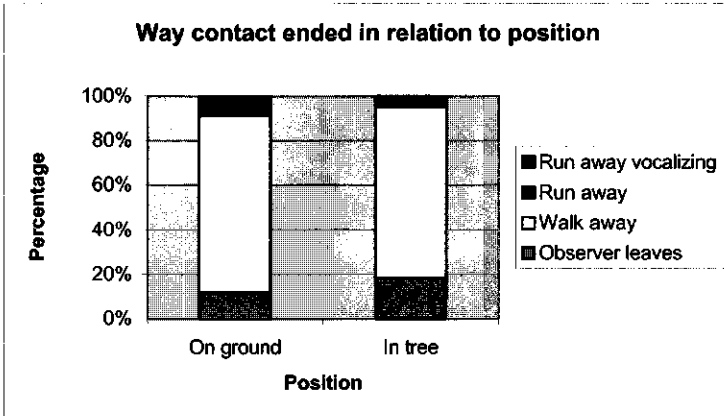 Way contact ended in relation to position
100%
80%
60%
40%
20%
0%
Percentage
On ground
In tree
Position
Run away vocalizing
Run away
Walk away
Observer leaves